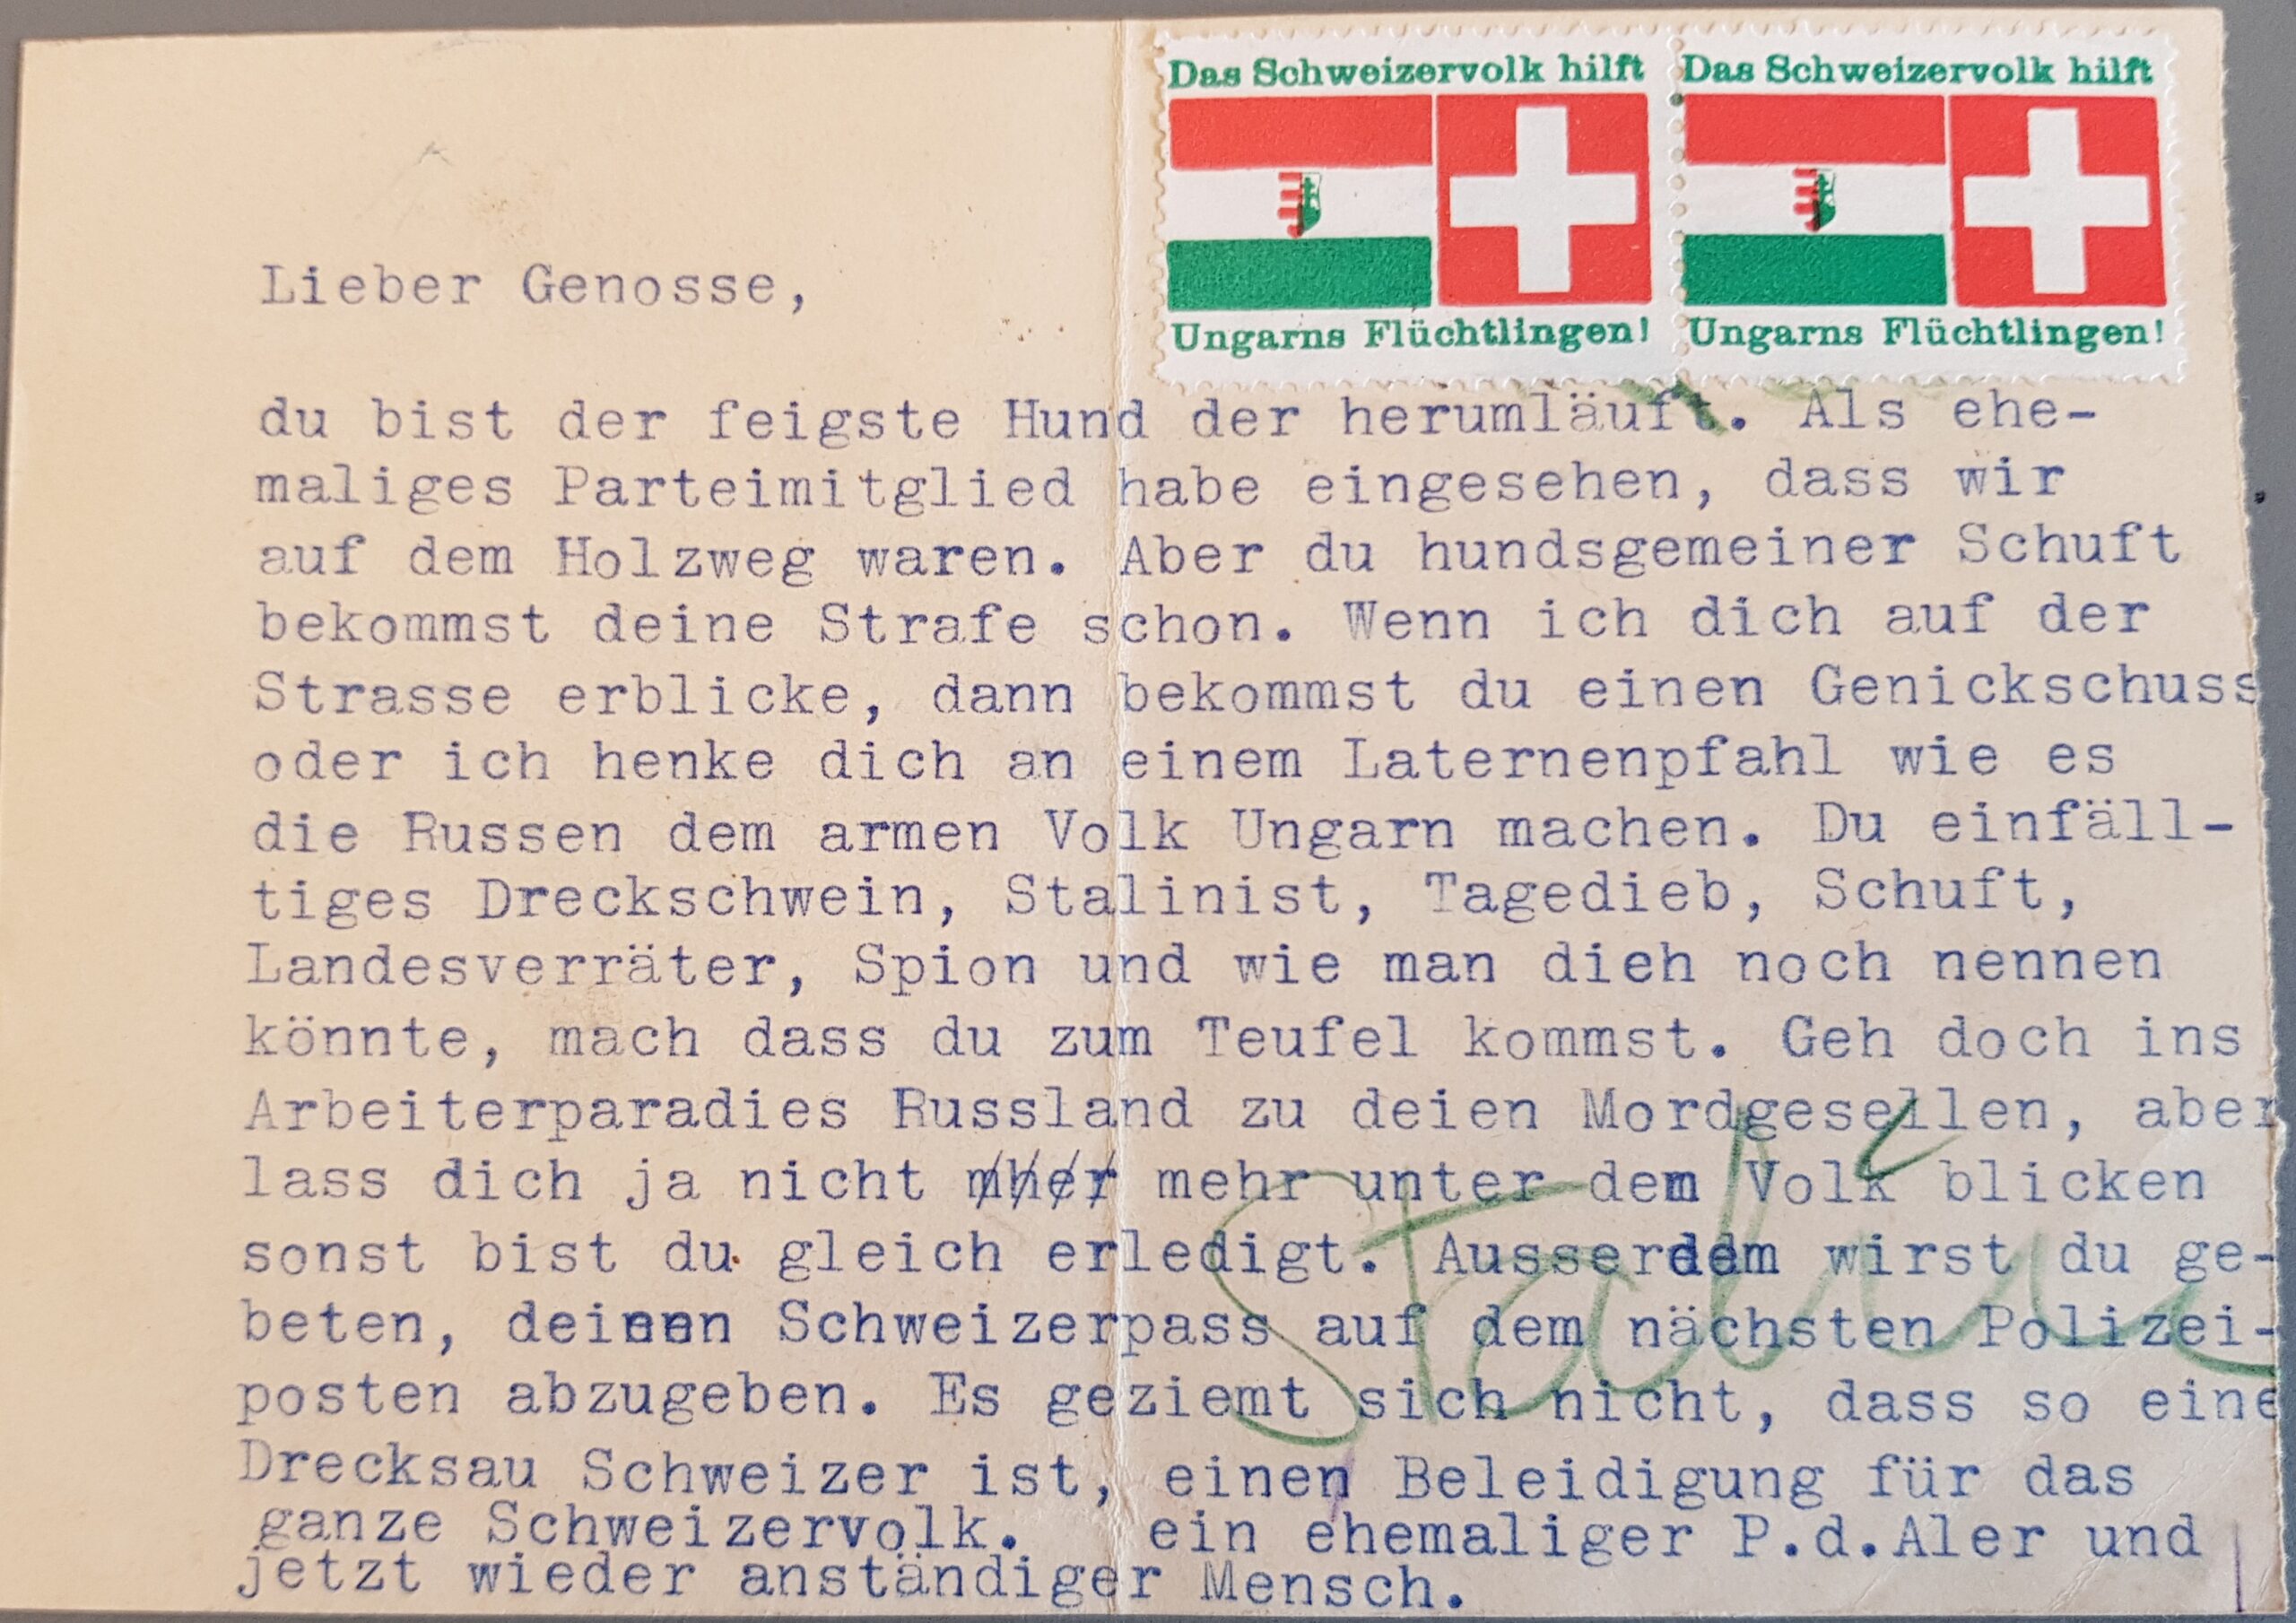 Das Schweizervolk hilft
Ungarns Flüchtlingen!
Das Schweizervolk hilft
Ungarns Flüchtlingen!
Lieber Genosse,
du bist der feigste Hund der herumläuft. Als ehe-
maliges Parteimitglied habe eingesehen, dass wir
auf dem Holzweg waren. Aber du hundsgemeiner Schuft
bekommst deine Strafe schon. Wenn ich dich auf der
Strasse erblicke, dann bekommst du einen Genickschuss
oder ich henke dich an einem Laternenpfahl wie es
die Russen dem armen Volk Ungarn machen. Du einfäll-
tiges Dreckschwein, Stalinist, Tagedieb, Schuft,
Landesverräter, Spion und wie man dich noch nennen
könnte, mach dass du zum Teufel kommst. Geh doch ins
Arbeiterparadies Russland zu deien Mordgesellen, aber
lass dich ja nicht mher mehr unter dem Volk blicken
sonst bist du gleich erledigt. Ausserdem wirst du ge-
beten, deinen Schweizerpass auf dem nächsten Polizei-
posten abzugeben. Es geziemt sich nicht, dass so eine
Drecksau Schweizer ist, einen Beleidigung für das
ganze Schweizervolk. ein ehemaliger P.d.Aler und
jetzt wieder anständiger Mensch.